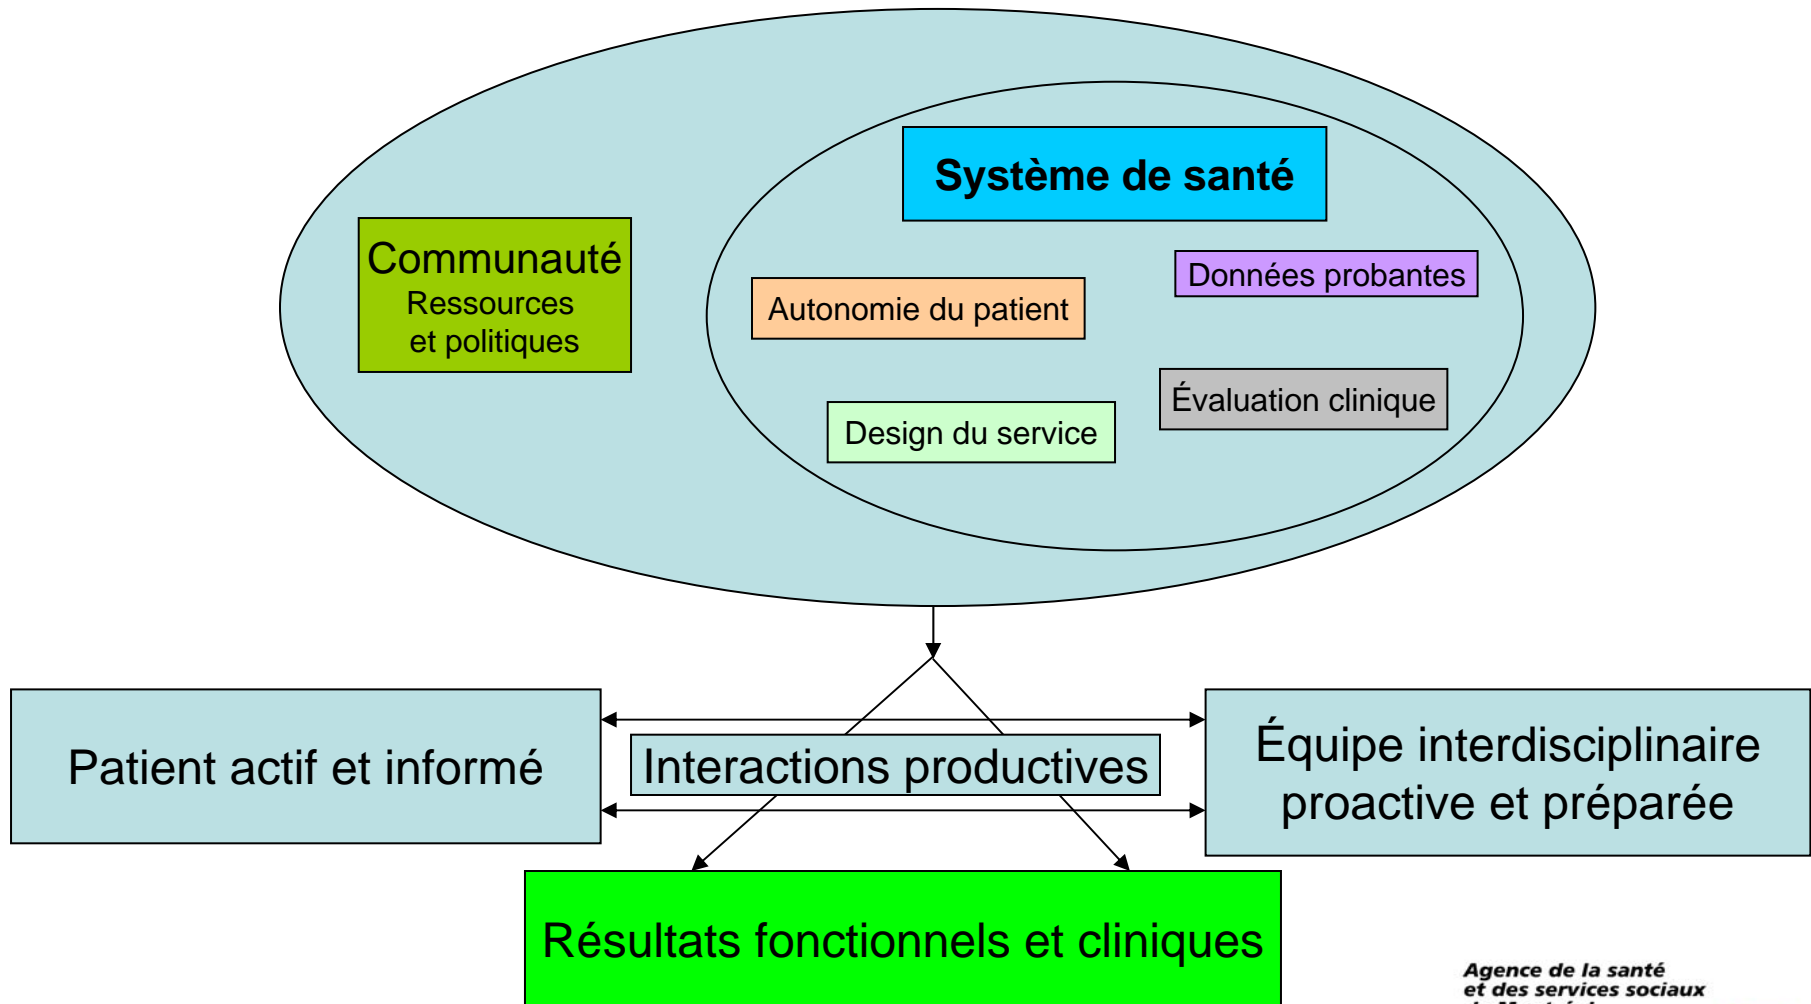 Système de santé
Communauté
Ressources
et politiques
Données probantes
Autonomie du patient
Évaluation clinique
Design du service
Patient actif et informé
Interactions productives
Équipe interdisciplinaire
proactive et préparée
Résultats fonctionnels et cliniques
Agence de la santé
et des services sociaux